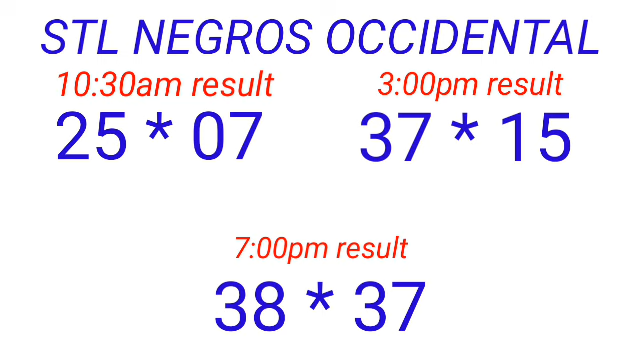 STL NEGROS OCCIDENTAL
10:30am result
3:00pm result
25 * 07
37 * 15
7:00pm result
38 * 37